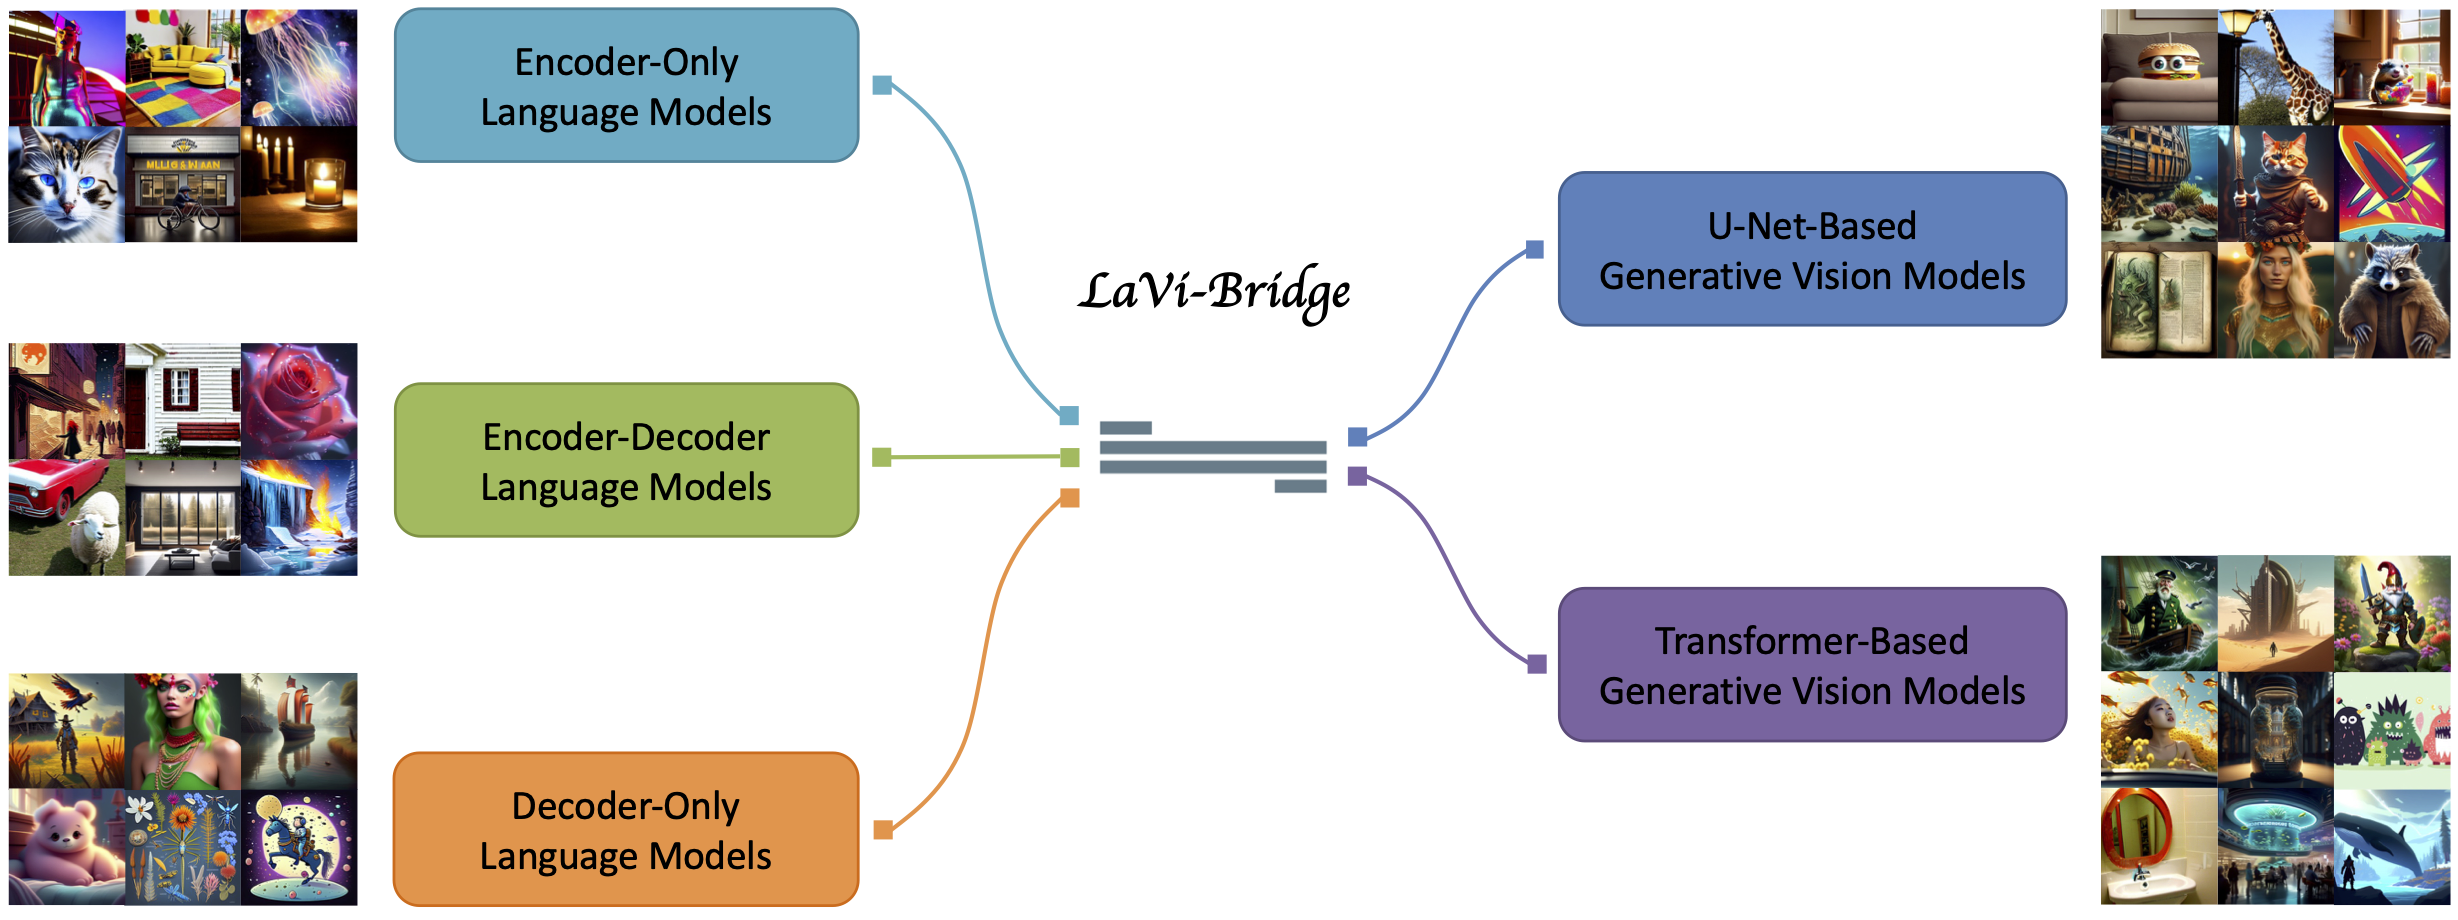 Encoder-Only
Language Models
Encoder-Decoder
Language Models
Decoder-Only
Language Models
LaVi-Bridge
U-Net-Based
Generative Vision Models
Transformer-Based
Generative Vision Models